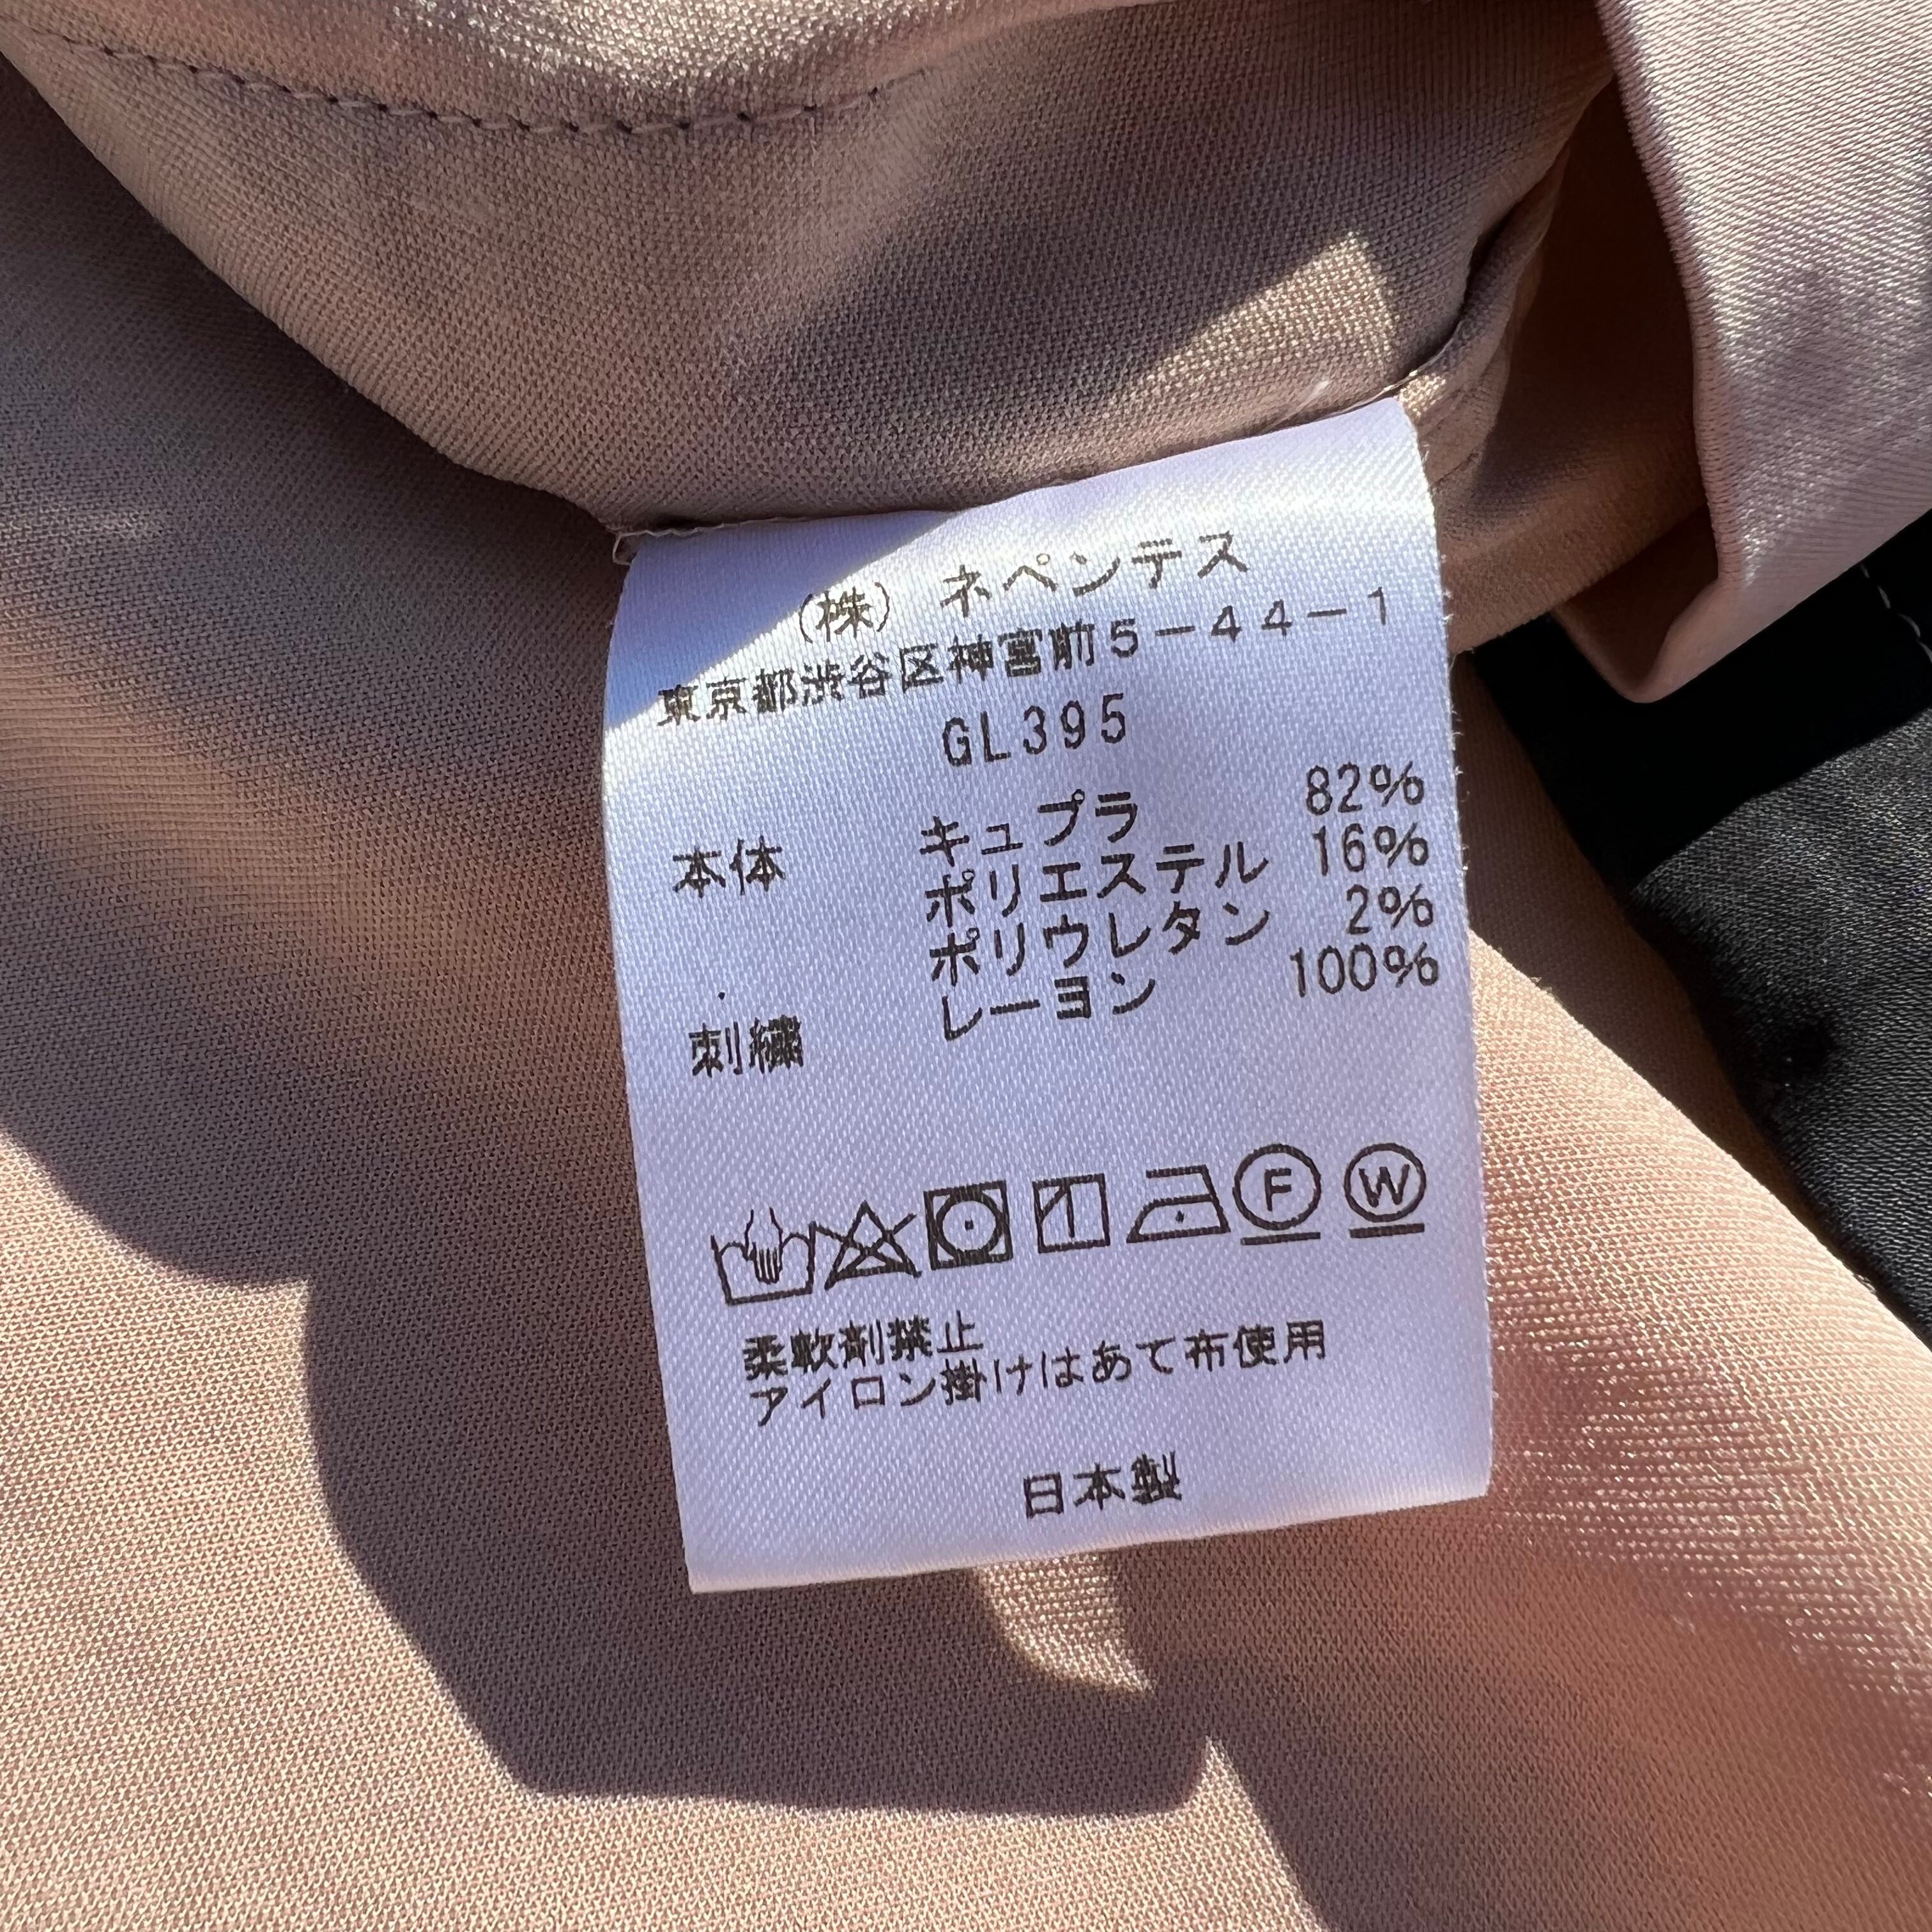 (株) ネペンテス
東京都渋谷区神宮前5-44-1
GL395
本体 キュプラ 82%
ポリエステル 16%
ポリウレタン 2%
刺繍 レーヨン 100%
F W
柔軟剤禁止
アイロン掛けはあて布使用
日本製